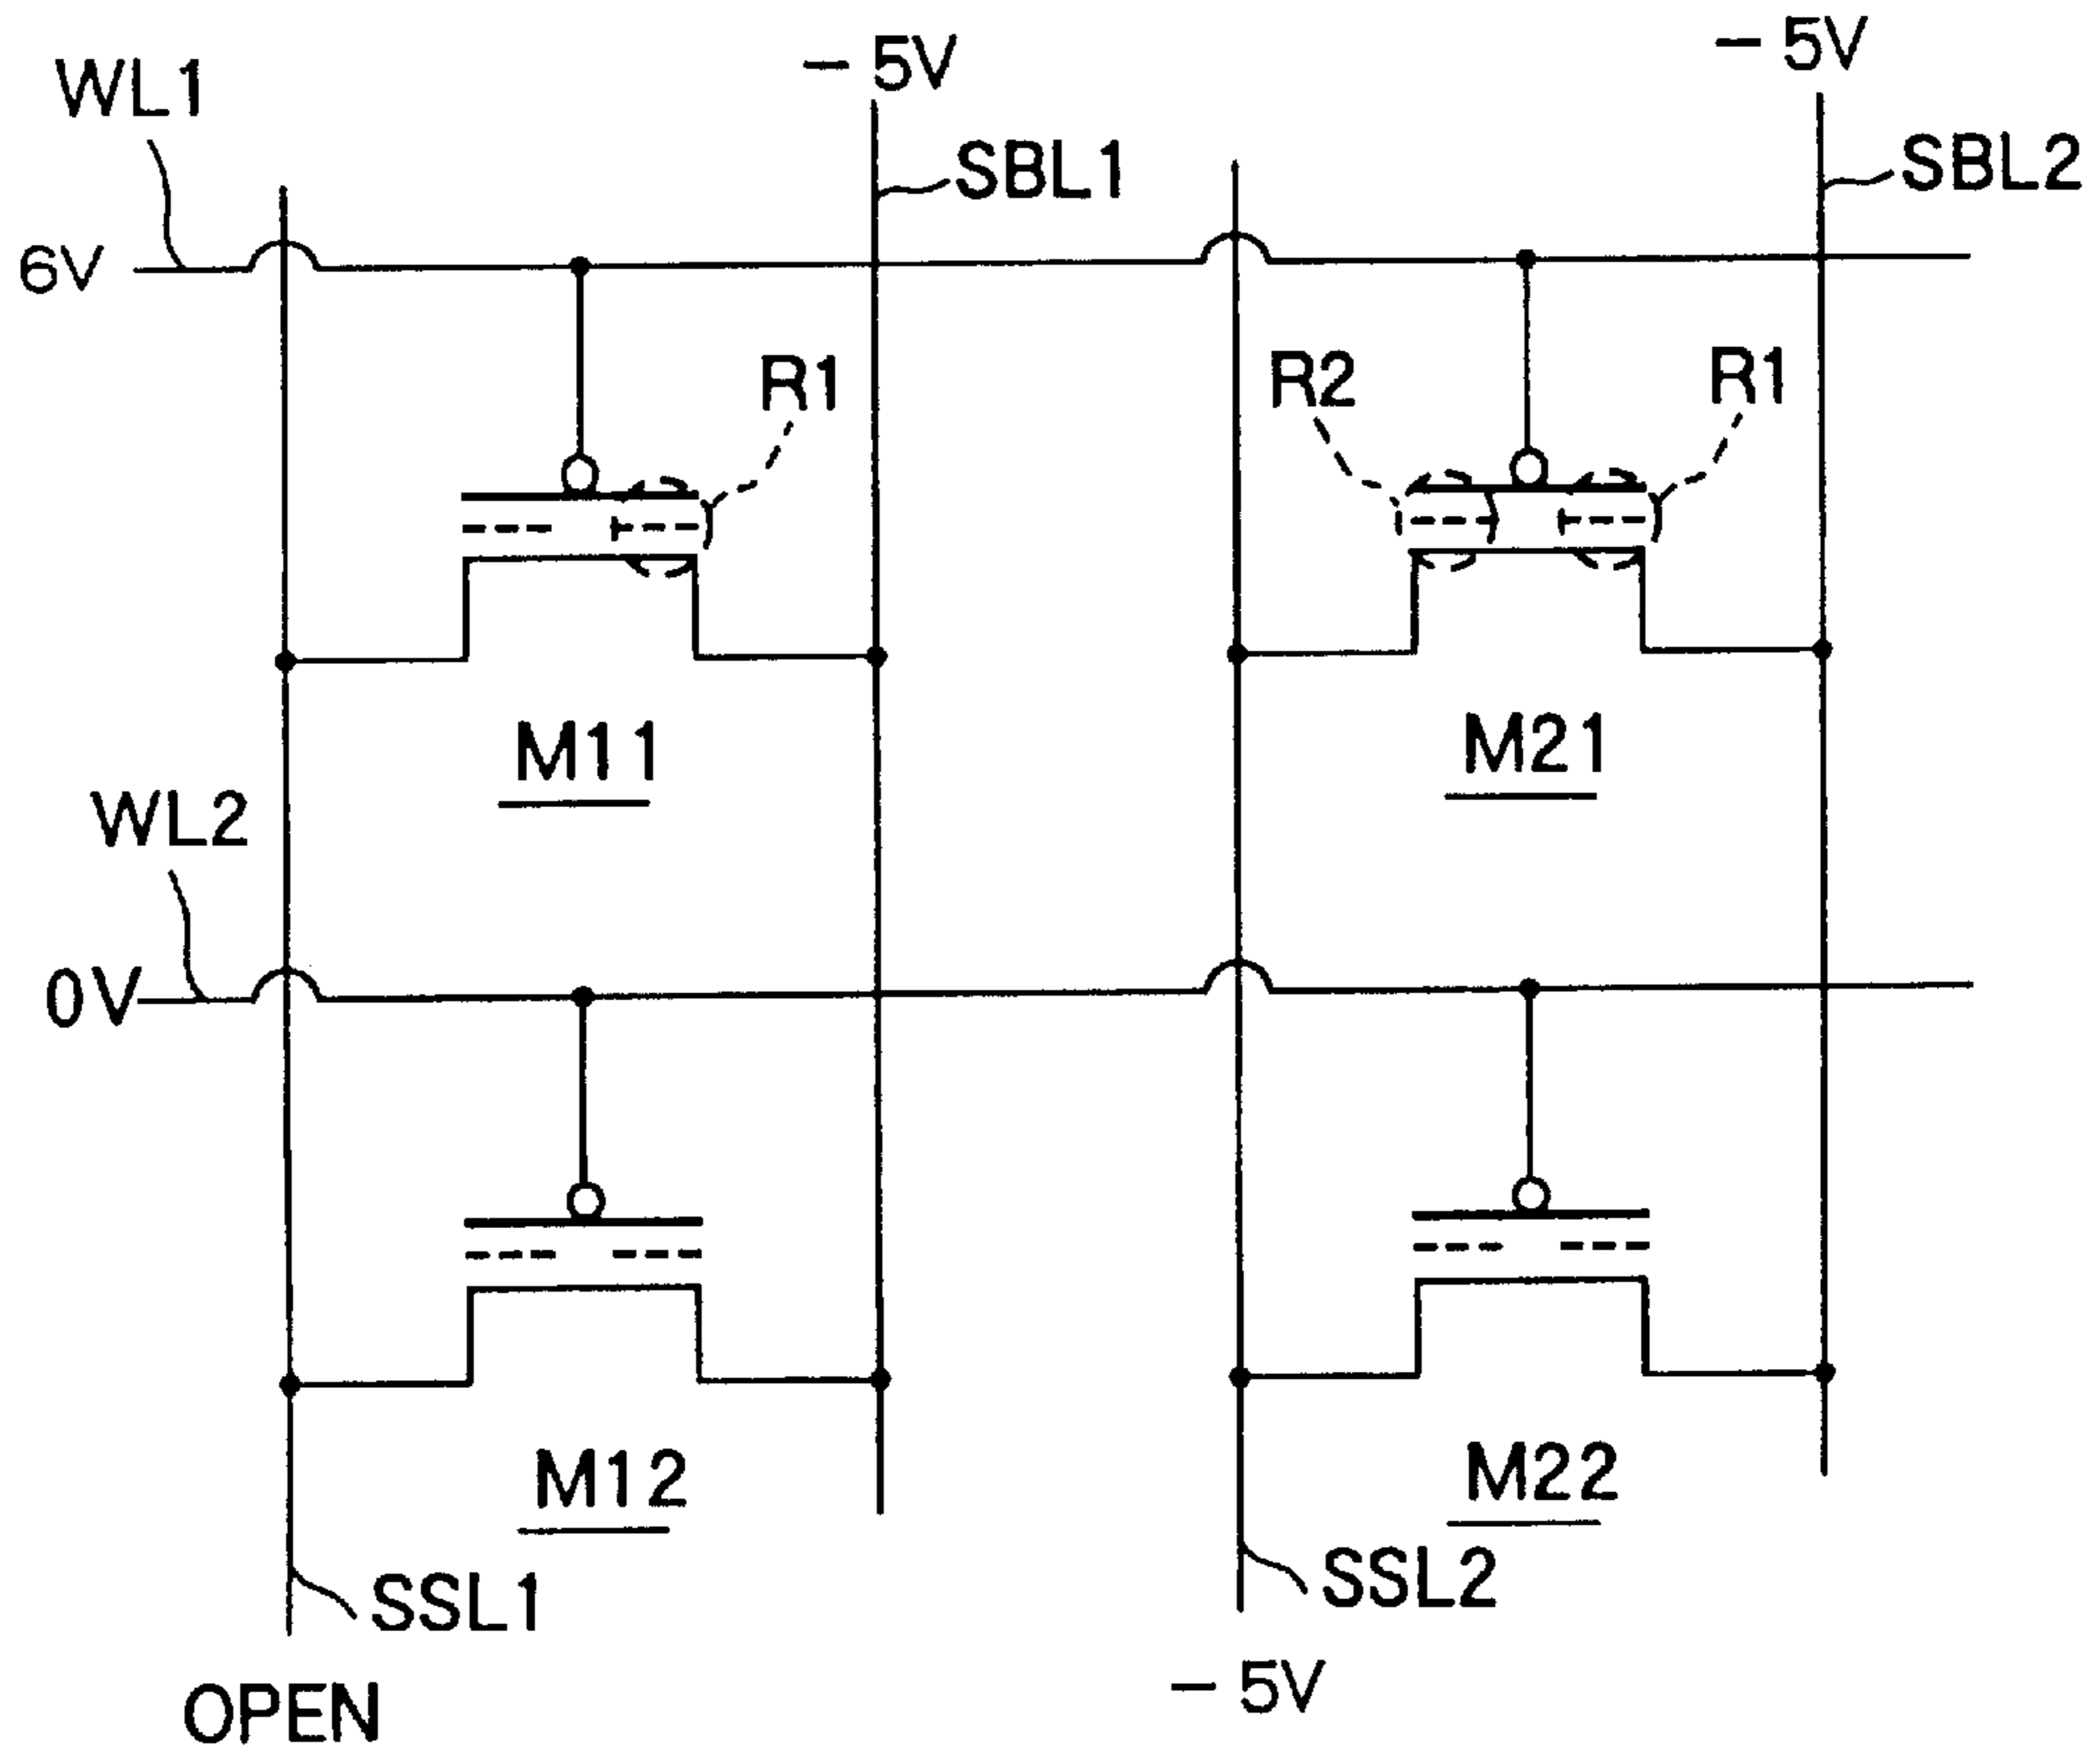 WL1
- 5V
- 5V
SBL1
SBL2
6V
R1
R2
R1
M11
M21
WL2
0V
M12
M22
SSL1
SSL2
OPEN
- 5V